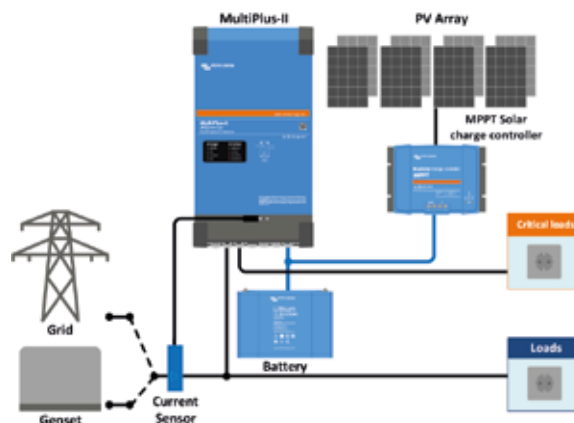 MultiPlus-II
PV Array
MPPT Solar
charge controller
Critical loads
Grid
Genset
Current
Sensor
Battery
Loads